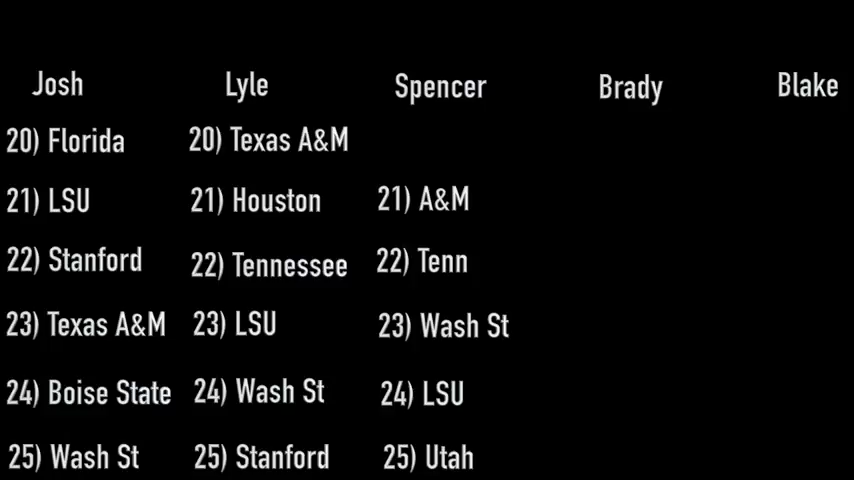 Josh Lyle Spencer Brady Blake
20) Florida 20) Texas A&M
21) LSU 21) Houston 21) A&M
22) Stanford 22) Tennessee 22) Tenn
23) Texas A&M 23) LSU 23) Wash St
24) Boise State 24) Wash St 24) LSU
25) Wash St 25) Stanford 25) Utah